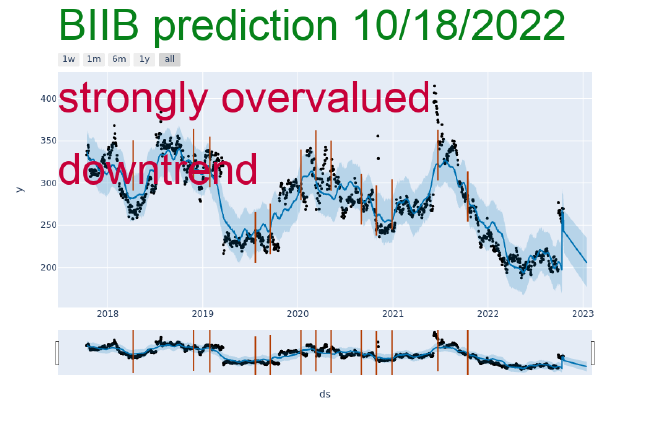 BIIB prediction 10/18/2022
1w 1m 6m 1y all
strongly overvalued
downtrend
400
350
300
250
200
y
2018 2019 2020 2021 2022 2023
ds